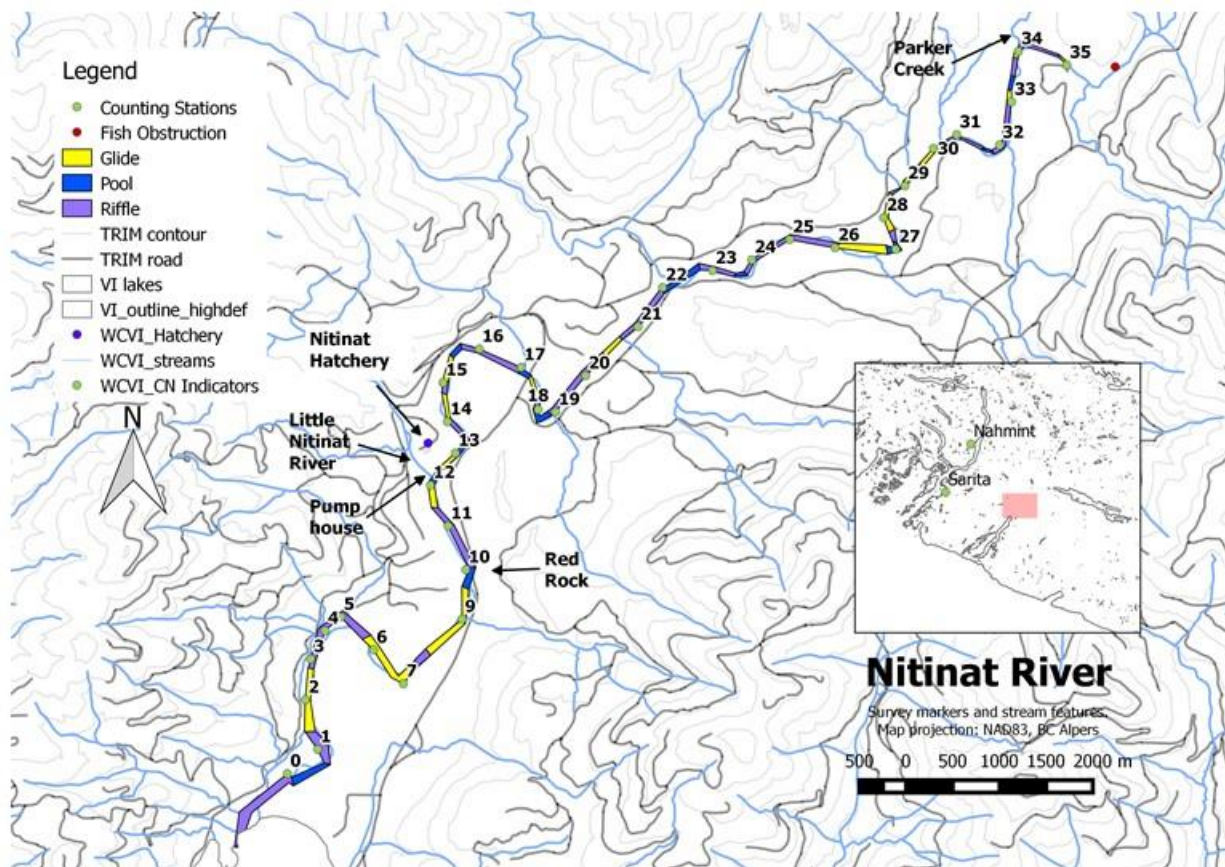 Legend
Counting Stations
Fish Obstruction
Glide
Pool
Riffle
TRIM contour
TRIM road
VI lakes
VI_outline_highdef
WCVI_Hatchery
WCVI_streams
WCVI_CN Indicators
N
Parker
Creek
34
35
33
32
31
30
29
28
27
26
25
24
23
22
21
20
19
18
17
16
15
14
13
12
11
10
9
7
6
5
4
3
2
1
0
Nitinat
Hatchery
Little
Nitinat
River
Pump
house
Red
Rock
Nahmint
Sarita
Nitinat River
Survey markers and stream features.
Map projection: NAD83, BC Alpers
500 0 500 1000 1500 2000 m